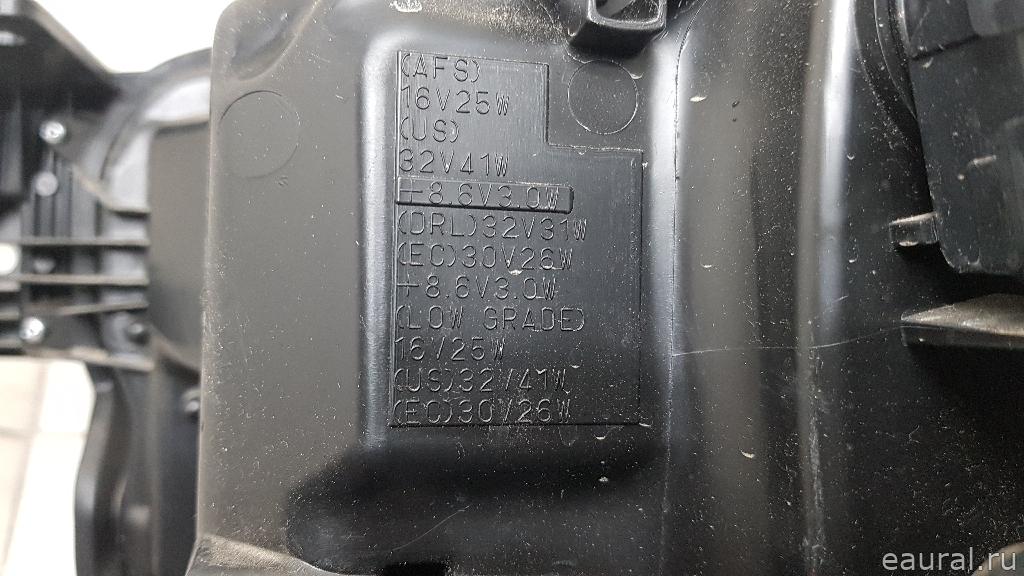 (AFS)
16V25W
(US)
32V41W
+8.6V3.0W
(DRL)32V31W
(EC)30V26W
+8.6V3.0W
(LOW GRADE)
16V25W
(US)32V41W
(EC)30V26W
eaural.ru